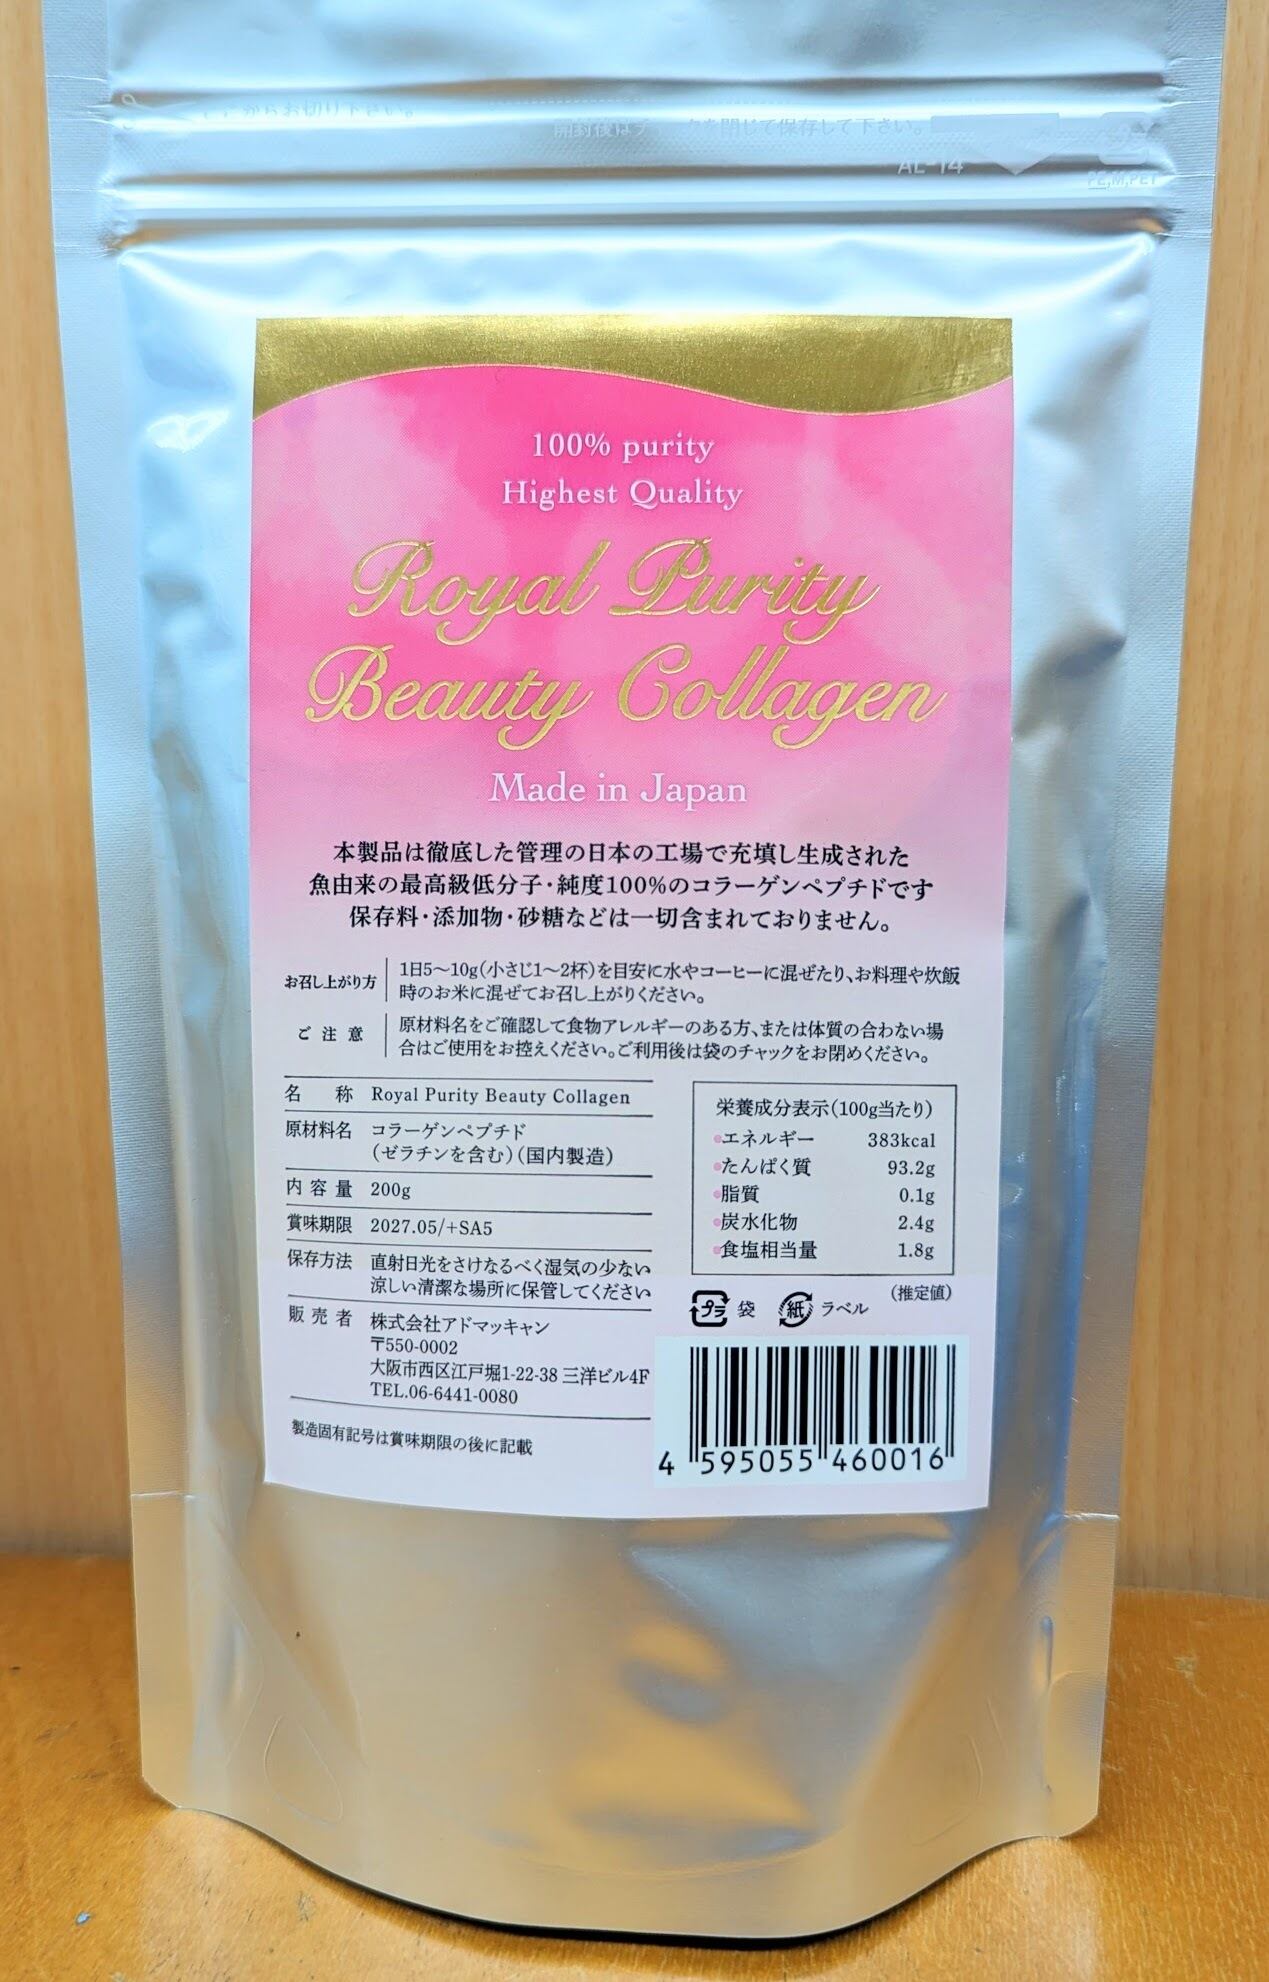 からお切り下さい。
開封後はチャックを閉じて保存して下さい。
AL-14
PE,M,PET
100% purity
Highest Quality
Royal Purity
Beauty Collagen
Made in Japan
本製品は徹底した管理の日本の工場で充填し生成された
魚由来の最高級低分子・純度100%のコラーゲンペプチドです
保存料・添加物・砂糖などは一切含まれておりません。
お召し上がり方 1日5〜10g(小さじ1〜2杯)を目安に水やコーヒーに混ぜたり、お料理や炊飯
時のお米に混ぜてお召し上がりください。
ご注意 原材料名をご確認して食物アレルギーのある方、または体質の合わない場
合はご使用をお控えください。ご利用後は袋のチャックをお閉めください。
名称 Royal Purity Beauty Collagen
原材料名 コラーゲンペプチド
(ゼラチンを含む)(国内製造)
内容量 200g
賞味期限 2027.05/+SA5
保存方法 直射日光をさけなるべく湿気の少ない
涼しい清潔な場所に保管してください
販売者 株式会社アドマッキャン
〒550-0002
大阪市西区江戸堀1-22-38 三洋ビル4F
TEL.06-6441-0080
製造固有記号は賞味期限の後に記載
栄養成分表示(100g当たり)
エネルギー 383kcal
たんぱく質 93.2g
脂質 0.1g
炭水化物 2.4g
食塩相当量 1.8g
(推定値)
プラ 袋 紙 ラベル
4 595055 460016